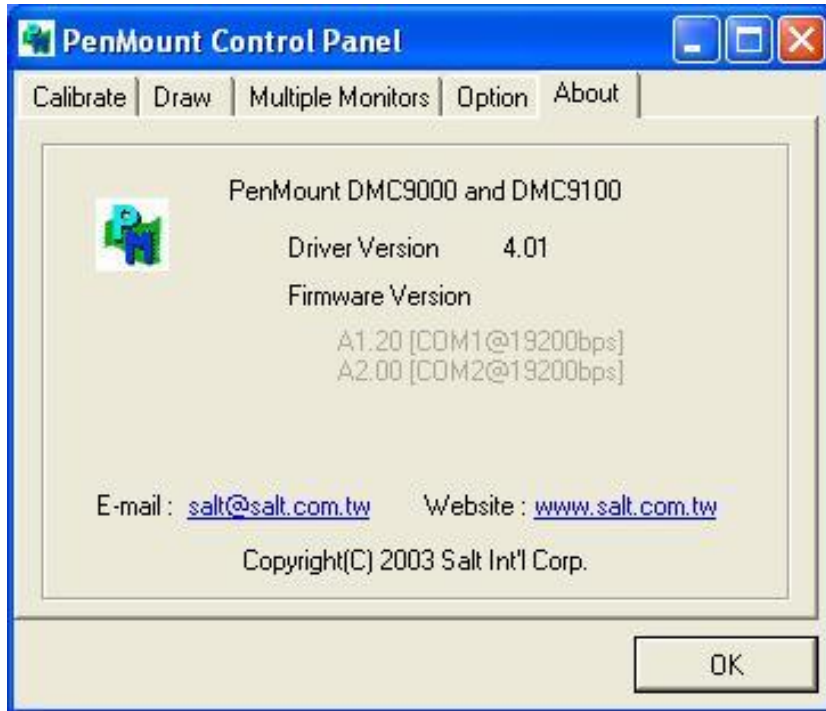 PenMount Control Panel
Calibrate Draw Multiple Monitors Option About
PenMount DMC9000 and DMC9100
PM
Driver Version 4.01
Firmware Version
A1.20 [COM1@19200bps]
A2.00 [COM2@19200bps]
E-mail : salt@salt.com.tw Website : www.salt.com.tw
Copyright(C) 2003 Salt Int'l Corp.
OK